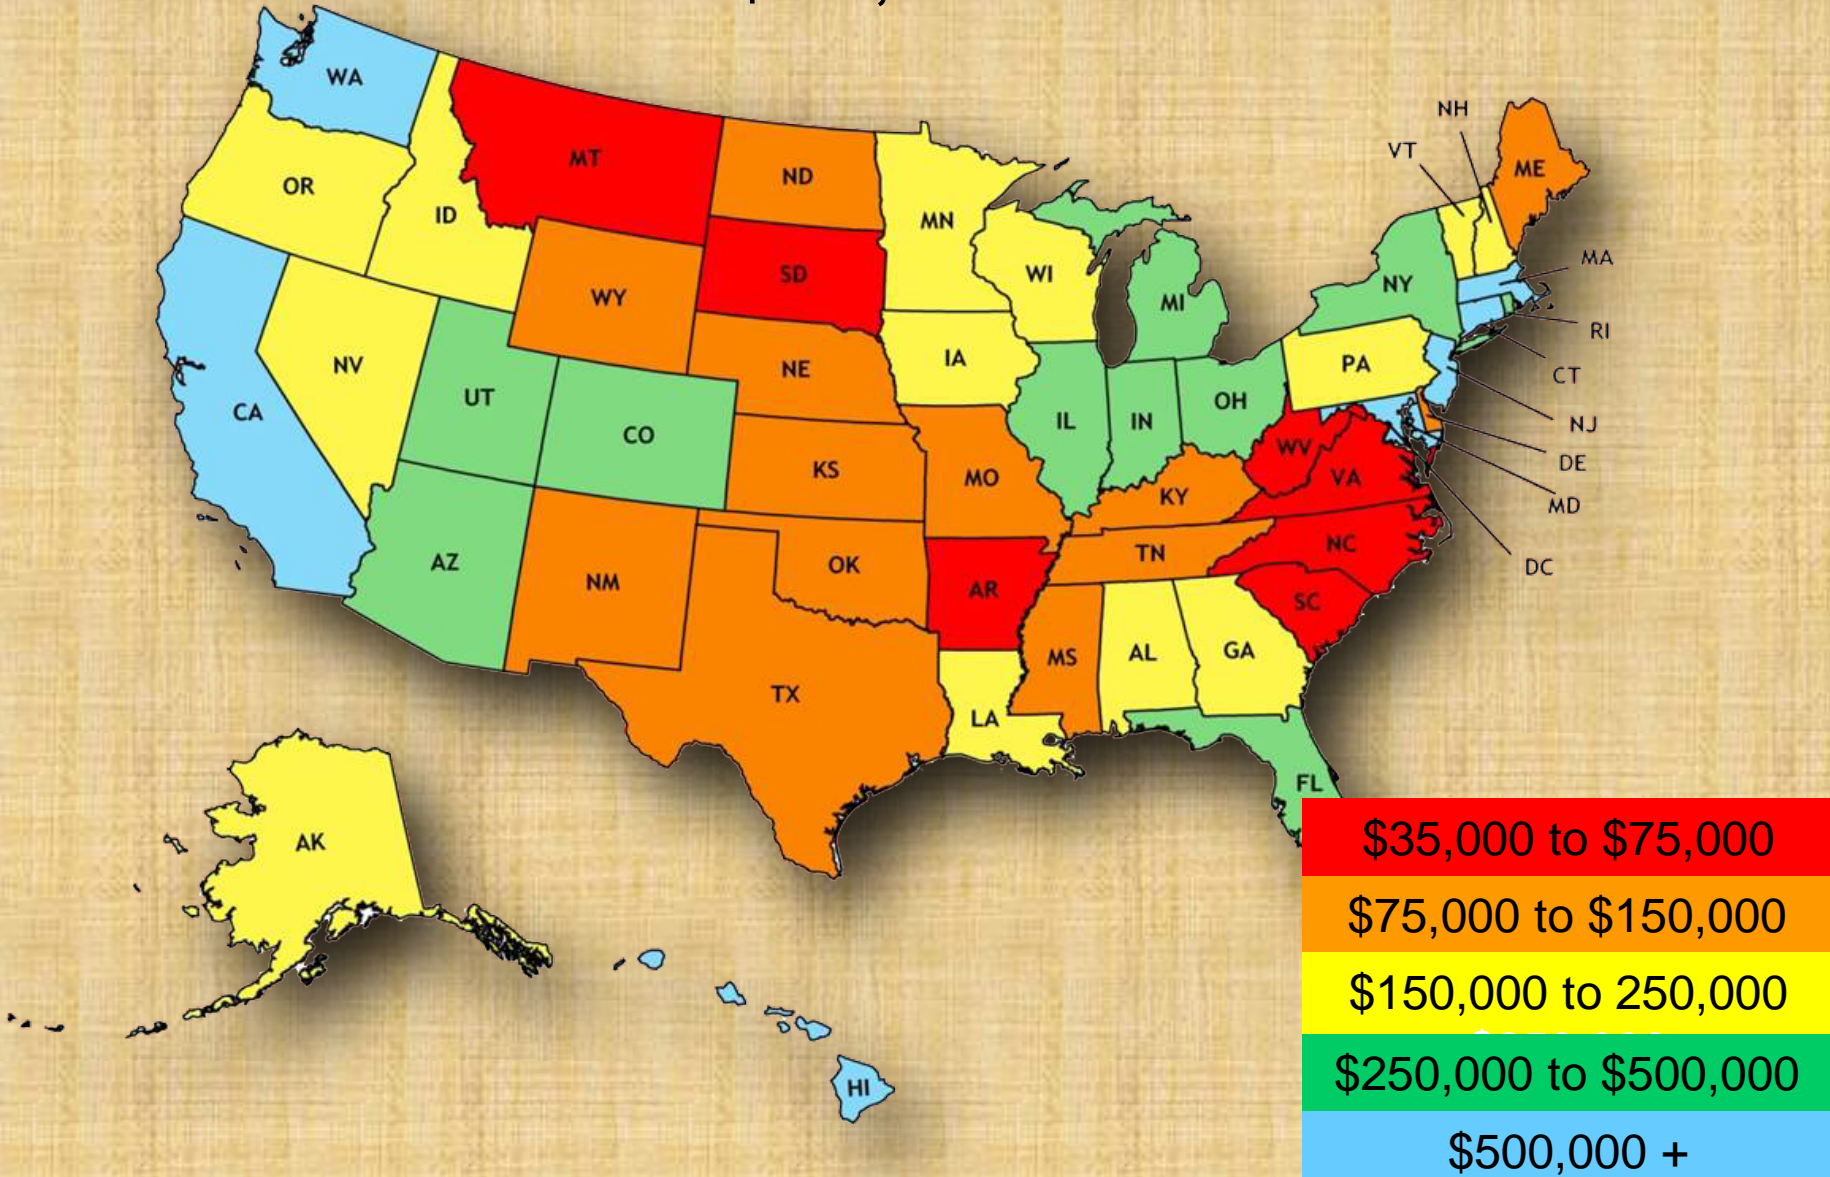 WA
MT
ND
OR
ID
MN
SD
WI
WY
MI
NH
VT
ME
NY
MA
RI
CT
NJ
DE
MD
DC
NV
UT
CO
NE
IA
PA
CA
IL
IN
OH
WV
VA
KS
MO
KY
AZ
NM
OK
TN
NC
AR
SC
TX
MS
AL
GA
LA
FL
AK
HI
$35,000 to $75,000
$75,000 to $150,000
$150,000 to 250,000
$250,000 to $500,000
$500,000 +